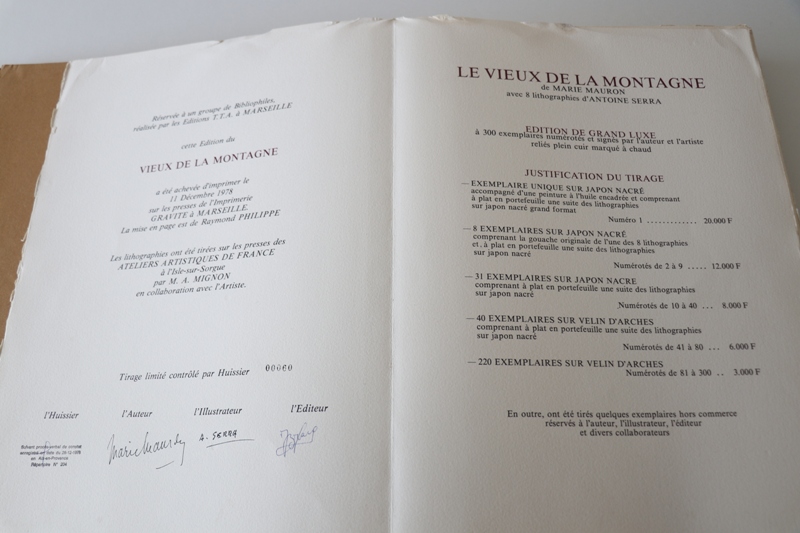 Réservée à un groupe de Bibliophiles,
réalisée par les Editions T.T.A. à MARSEILLE
cette Edition du
VIEUX DE LA MONTAGNE
a été achevée d'imprimer le
11 Décembre 1978
sur les presses de l'Imprimerie
GRAVITE à MARSEILLE.
La mise en page est de Raymond PHILIPPE
Les lithographies ont été tirées sur les presses des
ATELIERS ARTISTIQUES DE FRANCE
à l'Isle-sur-Sorgue
par M. A. MIGNON
en collaboration avec l'Artiste.
Tirage limité contrôlé par Huissier 00060
l'Huissier l'Auteur l'Illustrateur l'Editeur
Suivant procès-verbal de constat
Répertoire N° 224
Marie Mauron A. SERRA
LE VIEUX DE LA MONTAGNE
de MARIE MAURON
avec 8 lithographies d'ANTOINE SERRA
EDITION DE GRAND LUXE
à 300 exemplaires numérotés et signés par l'auteur et l'artiste
reliés plein cuir marqué à chaud
JUSTIFICATION DU TIRAGE
— EXEMPLAIRE UNIQUE SUR JAPON NACRÉ
accompagné d'une peinture à l'huile encadrée et comprenant
à plat en portefeuille une suite des lithographies
sur japon nacré grand format
Numéro 1 ............. 20.000 F
— 8 EXEMPLAIRES SUR JAPON NACRÉ
comprenant la gouache originale de l'une des 8 lithographies
et, à plat en portefeuille une suite des lithographies
sur japon nacré
Numérotés de 2 à 9 ..... 12.000 F
— 31 EXEMPLAIRES SUR JAPON NACRE
comprenant à plat en portefeuille une suite des lithographies
sur japon nacré
Numérotés de 10 à 40 ... 8.000 F
— 40 EXEMPLAIRES SUR VELIN D'ARCHES
comprenant à plat en portefeuille une suite des lithographies
sur japon nacré
Numérotés de 41 à 80 ... 6.000 F
— 220 EXEMPLAIRES SUR VELIN D'ARCHES
Numérotés de 81 à 300 .. 3.000 F
En outre, ont été tirés quelques exemplaires hors commerce
réservés à l'auteur, l'illustrateur, l'éditeur
et divers collaborateurs